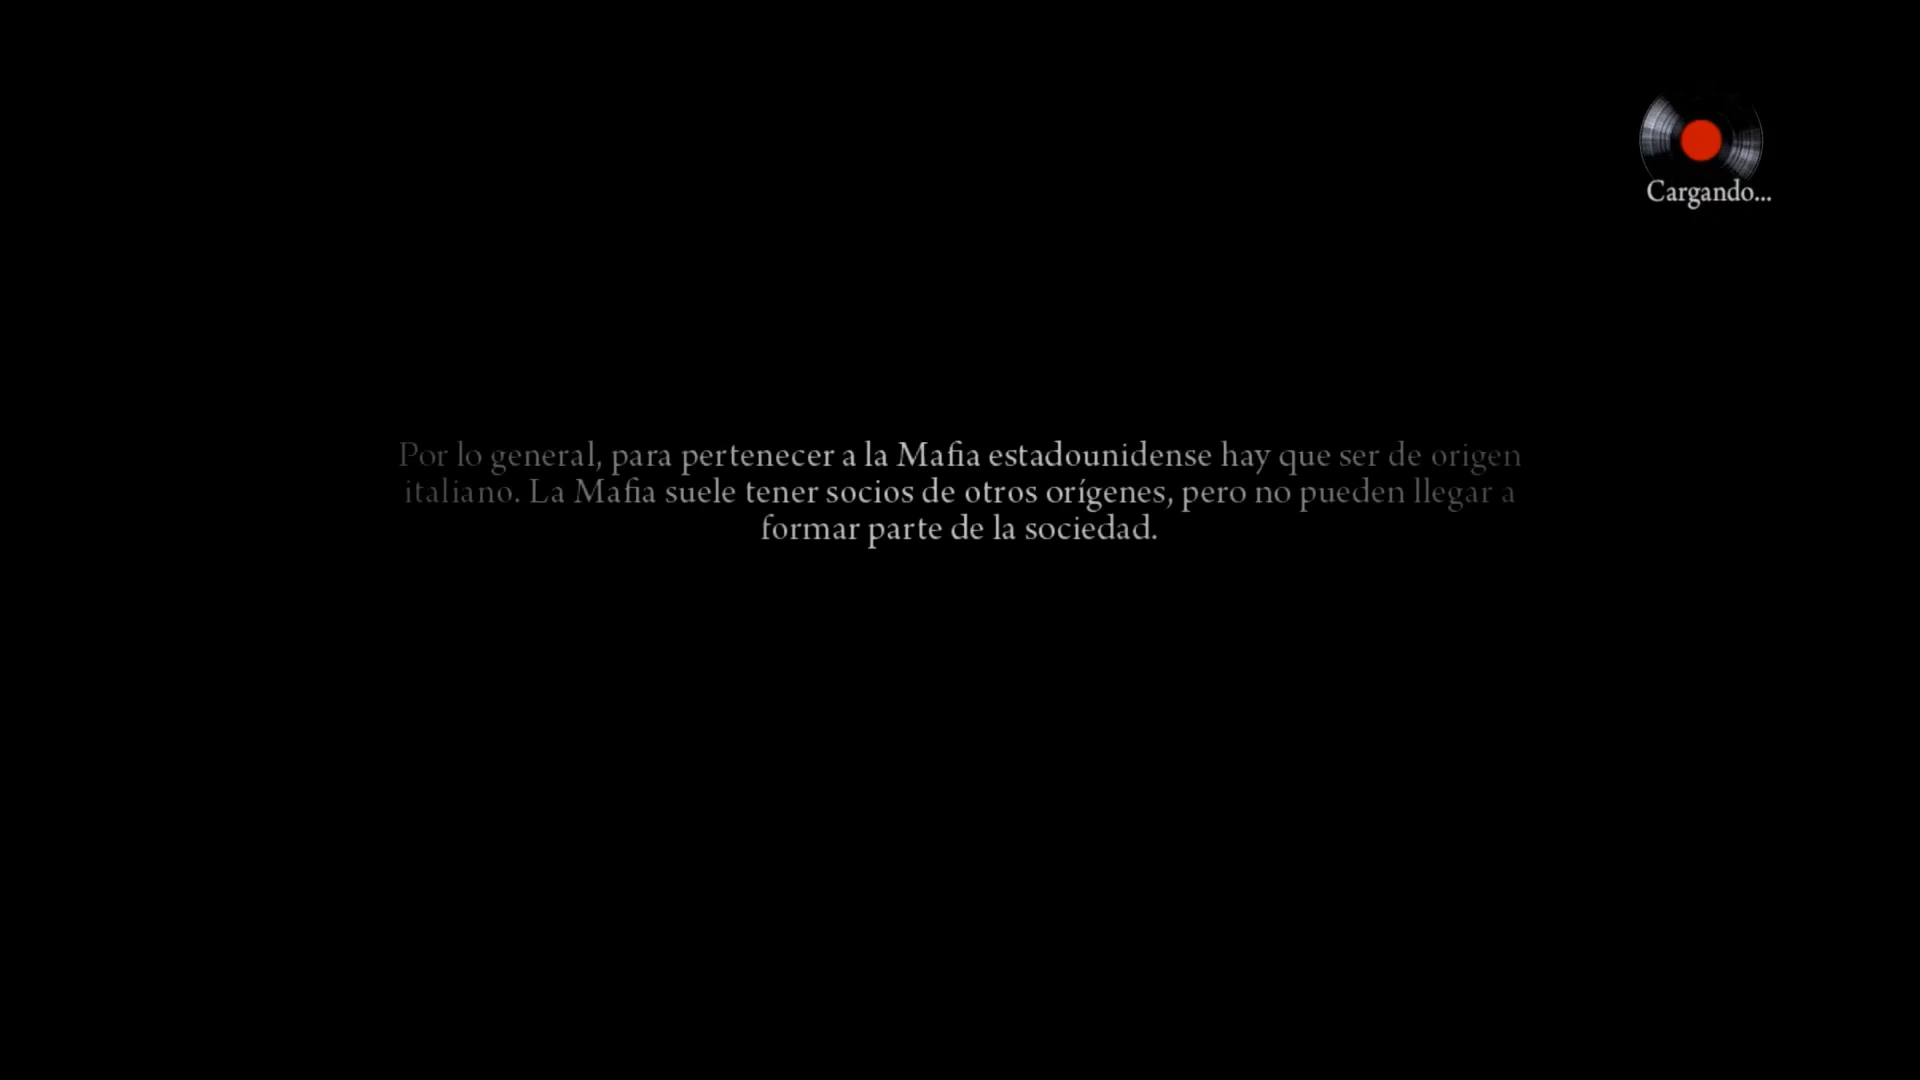 Cargando...
Por lo general, para pertenecer a la Mafia estadounidense hay que ser de origen
italiano. La Mafia suele tener socios de otros orígenes, pero no pueden llegar a
formar parte de la sociedad.